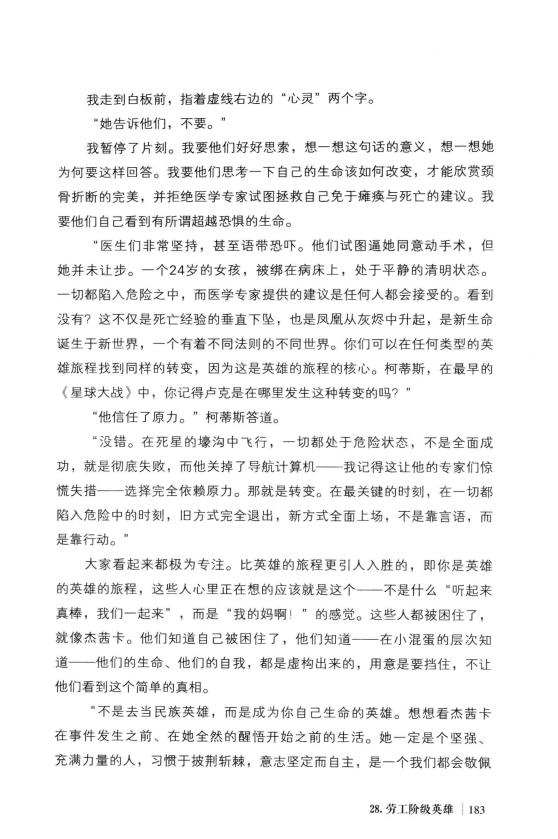 我走到白板前，指着虚线右边的“心灵”两个字。
“她告诉他们，不要。”
我暂停了片刻。我要他们好好思索，想一想这句话的意义，想一想她
为何要这样回答。我要他们思考一下自己的生命该如何改变，才能欣赏颈
骨折断的完美，并拒绝医学专家试图拯救自己免于瘫痪与死亡的建议。我
要他们自己看到有所谓超越恐惧的生命。
“医生们非常坚持，甚至语带恐吓。他们试图逼她同意动手术，但
她并未让步。一个24岁的女孩，被绑在病床上，处于平静的清明状态。
一切都陷入危险之中，而医学专家提供的建议是任何人都会接受的。看到
没有？这不仅是死亡经验的垂直下坠，也是凤凰从灰烬中升起，是新生命
诞生于新世界，一个有着不同法则的不同世界。你们可以在任何类型的英
雄旅程找到同样的转变，因为这是英雄的旅程的核心。柯蒂斯，在最早的
《星球大战》中，你记得卢克是在哪里发生这种转变的吗？”
“他信任了原力。”柯蒂斯答道。
“没错。在死星的壕沟中飞行，一切都处于危险状态，不是全面成
功，就是彻底失败，而他关掉了导航计算机——我记得这让他的专家们惊
慌失措——选择完全依赖原力。那就是转变。在最关键的时刻，在一切都
陷入危险中的时刻，旧方式完全退出，新方式全面上场，不是靠言语，而
是靠行动。”
大家看起来都极为专注。比英雄的旅程更引人入胜的，即你是英雄
的英雄的旅程，这些人心里正在想的应该就是这个——不是什么“听起来
真棒，我们一起来”，而是“我的妈啊！”的感觉。这些人都被困住了，
就像杰茜卡。他们知道自己被困住了，他们知道——在小混蛋的层次知
道——他们的生命、他们的自我，都是虚构出来的，用意是要挡住，不让
他们看到这个简单的真相。
“不是去当民族英雄，而是成为你自己生命的英雄。想想看杰茜卡
在事件发生之前、在她全然的醒悟开始之前的生活。她一定是个坚强、
充满力量的人，习惯于披荆斩棘，意志坚定而自主，是一个我们都会敬佩
28. 劳工阶级英雄 183